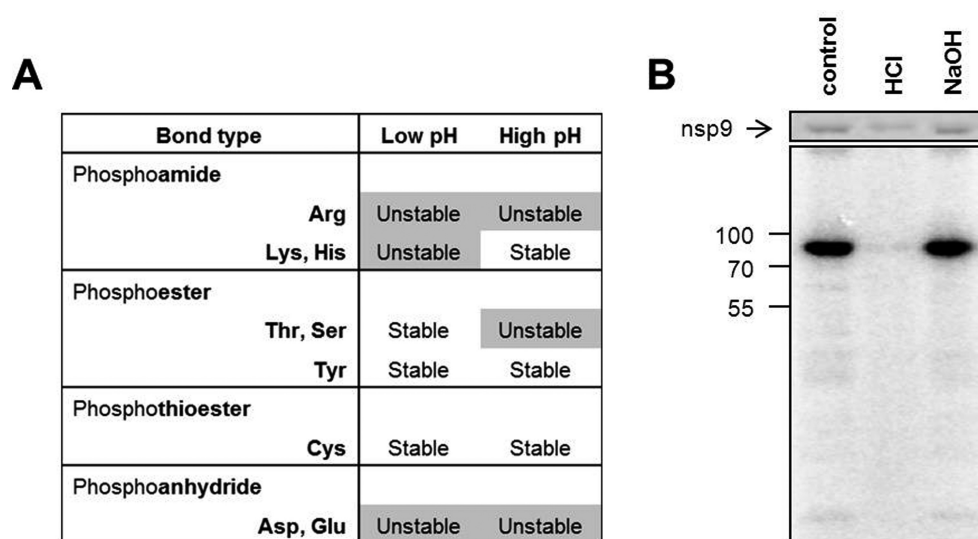 A
Bond type Low pH High pH
Phosphoamide
Arg Unstable Unstable
Lys, His Unstable Stable
Phosphoester
Thr, Ser Stable Unstable
Tyr Stable Stable
Phosphothioester
Cys Stable Stable
Phosphoanhydride
Asp, Glu Unstable Unstable
B
control HCl NaOH
nsp9
100
70
55